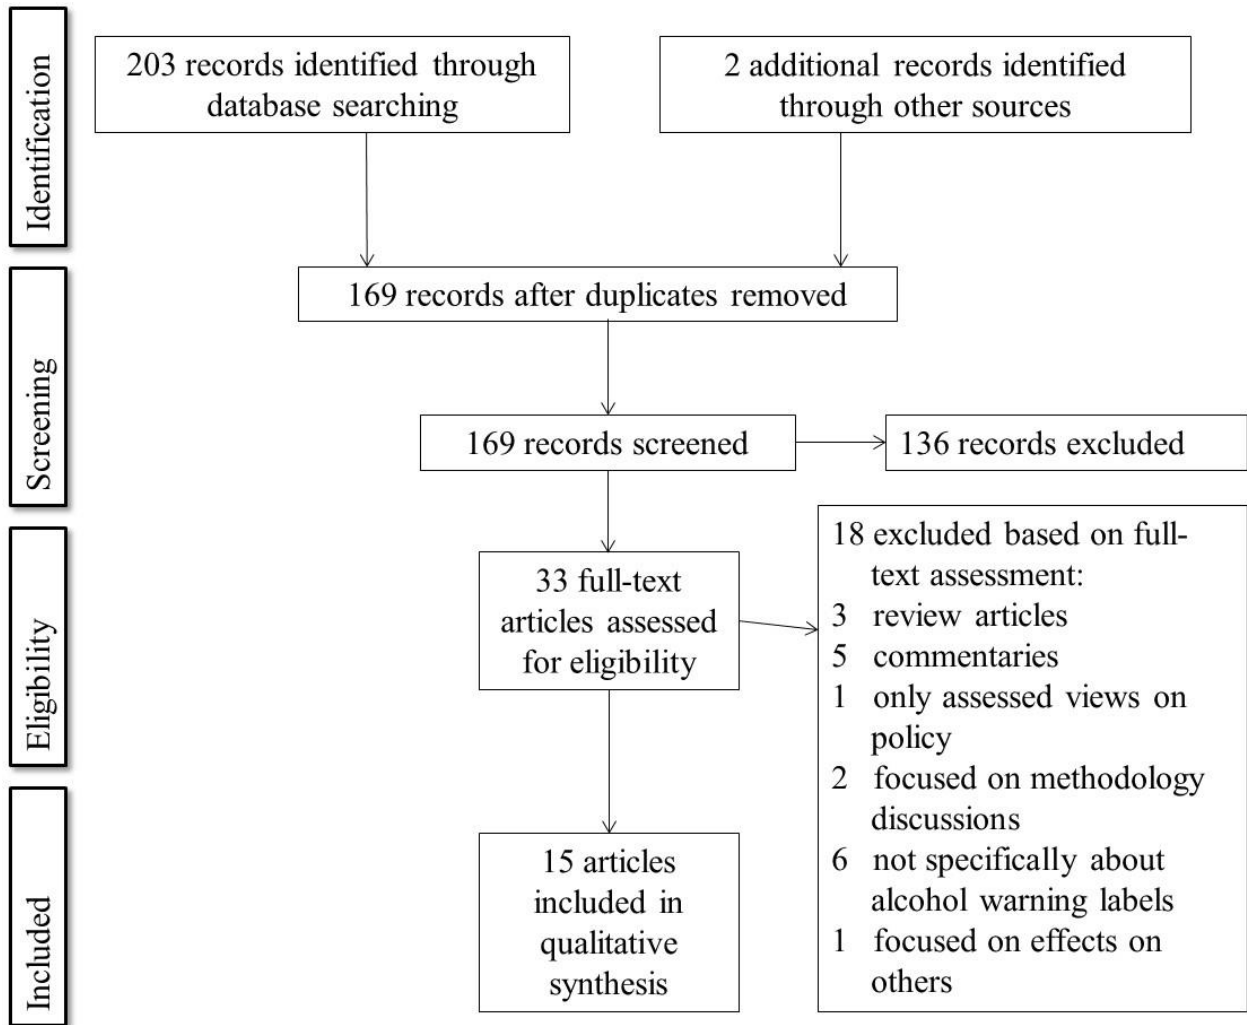 Identification
203 records identified through
database searching
2 additional records identified
through other sources
169 records after duplicates removed
Screening
169 records screened
136 records excluded
Eligibility
33 full-text
articles assessed
for eligibility
18 excluded based on full-
text assessment:
3 review articles
5 commentaries
1 only assessed views on
policy
2 focused on methodology
discussions
6 not specifically about
alcohol warning labels
1 focused on effects on
others
Included
15 articles
included in
qualitative
synthesis